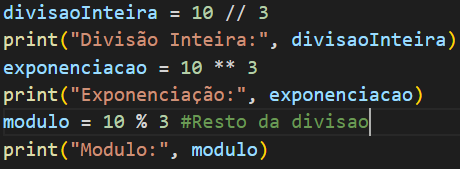 divisaoInteira = 10 // 3
print("Divisão Inteira:", divisaoInteira)
exponenciacao = 10 ** 3
print("Exponenciação:", exponenciacao)
modulo = 10 % 3 #Resto da divisao
print("Modulo:", modulo)